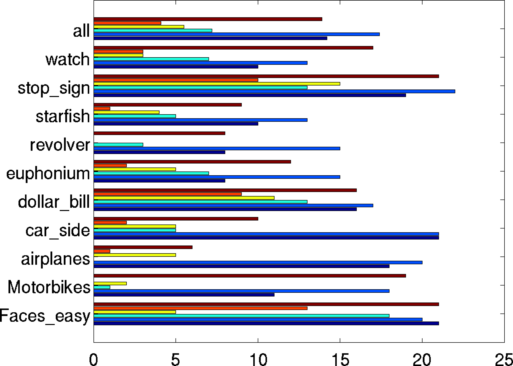 all
watch
stop_sign
starfish
revolver
euphonium
dollar_bill
car_side
airplanes
Motorbikes
Faces_easy
0 5 10 15 20 25